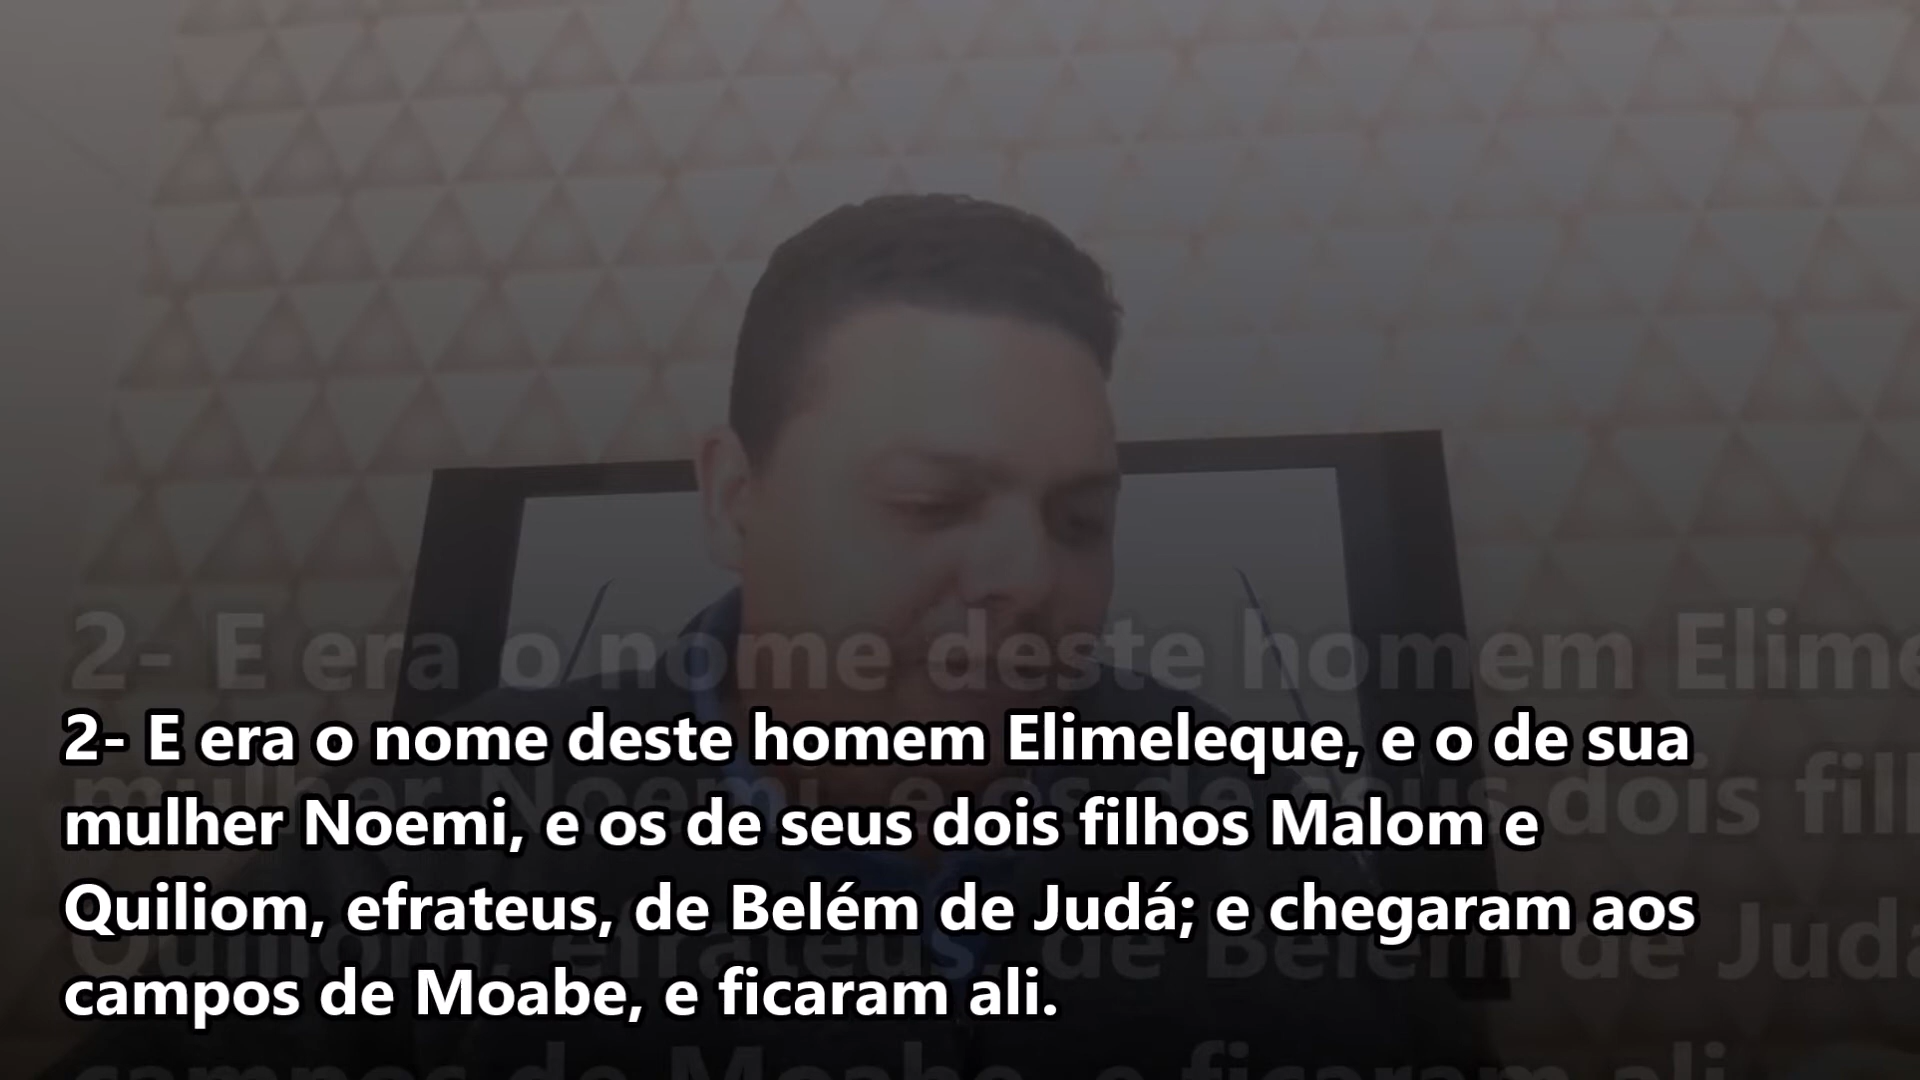 2- E era o nome deste homem Elimeleque, e o de sua
mulher Noemi, e os de seus dois filhos Malom e
Quiliom, efrateus, de Belém de Judá; e chegaram aos
campos de Moabe, e ficaram ali.